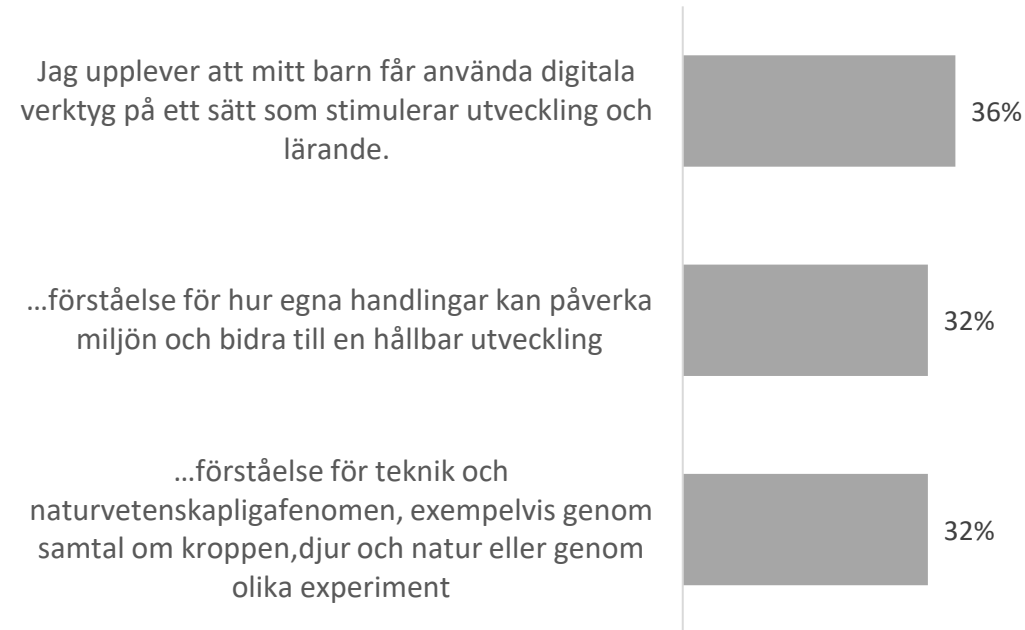 Jag upplever att mitt barn får använda digitala
verktyg på ett sätt som stimulerar utveckling och
lärande.
36%
…förståelse för hur egna handlingar kan påverka
miljön och bidra till en hållbar utveckling
32%
…förståelse för teknik och
naturvetenskapligafenomen, exempelvis genom
samtal om kroppen,djur och natur eller genom
olika experiment
32%